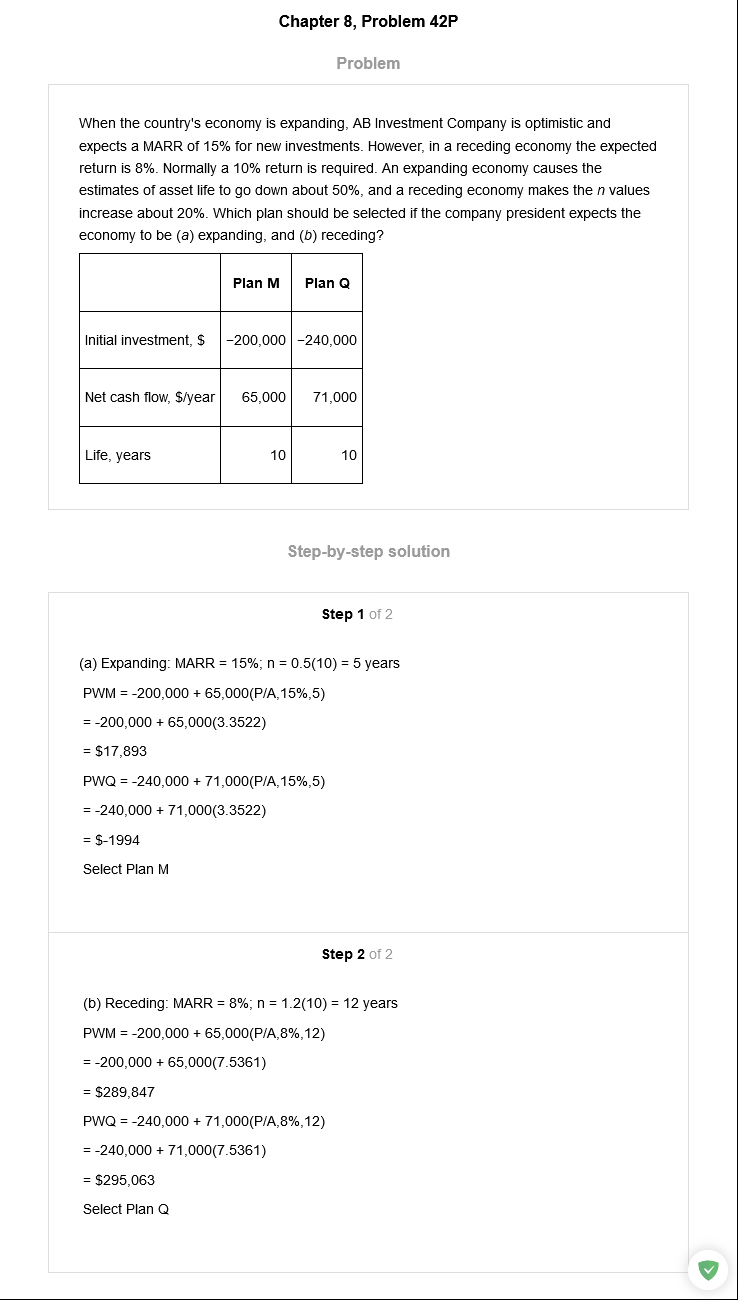 Chapter 8, Problem 42P
Problem
When the country's economy is expanding, AB Investment Company is optimistic and
expects a MARR of 15% for new investments. However, in a receding economy the expected
return is 8%. Normally a 10% return is required. An expanding economy causes the
estimates of asset life to go down about 50%, and a receding economy makes the n values
increase about 20%. Which plan should be selected if the company president expects the
economy to be (a) expanding, and (b) receding?
Plan M Plan Q
Initial investment, $ −200,000 −240,000
Net cash flow, $/year 65,000 71,000
Life, years 10 10
Step-by-step solution
Step 1 of 2
(a) Expanding: MARR = 15%; n = 0.5(10) = 5 years
PWM = -200,000 + 65,000(P/A,15%,5)
= -200,000 + 65,000(3.3522)
= $17,893
PWQ = -240,000 + 71,000(P/A,15%,5)
= -240,000 + 71,000(3.3522)
= $-1994
Select Plan M
Step 2 of 2
(b) Receding: MARR = 8%; n = 1.2(10) = 12 years
PWM = -200,000 + 65,000(P/A,8%,12)
= -200,000 + 65,000(7.5361)
= $289,847
PWQ = -240,000 + 71,000(P/A,8%,12)
= -240,000 + 71,000(7.5361)
= $295,063
Select Plan Q